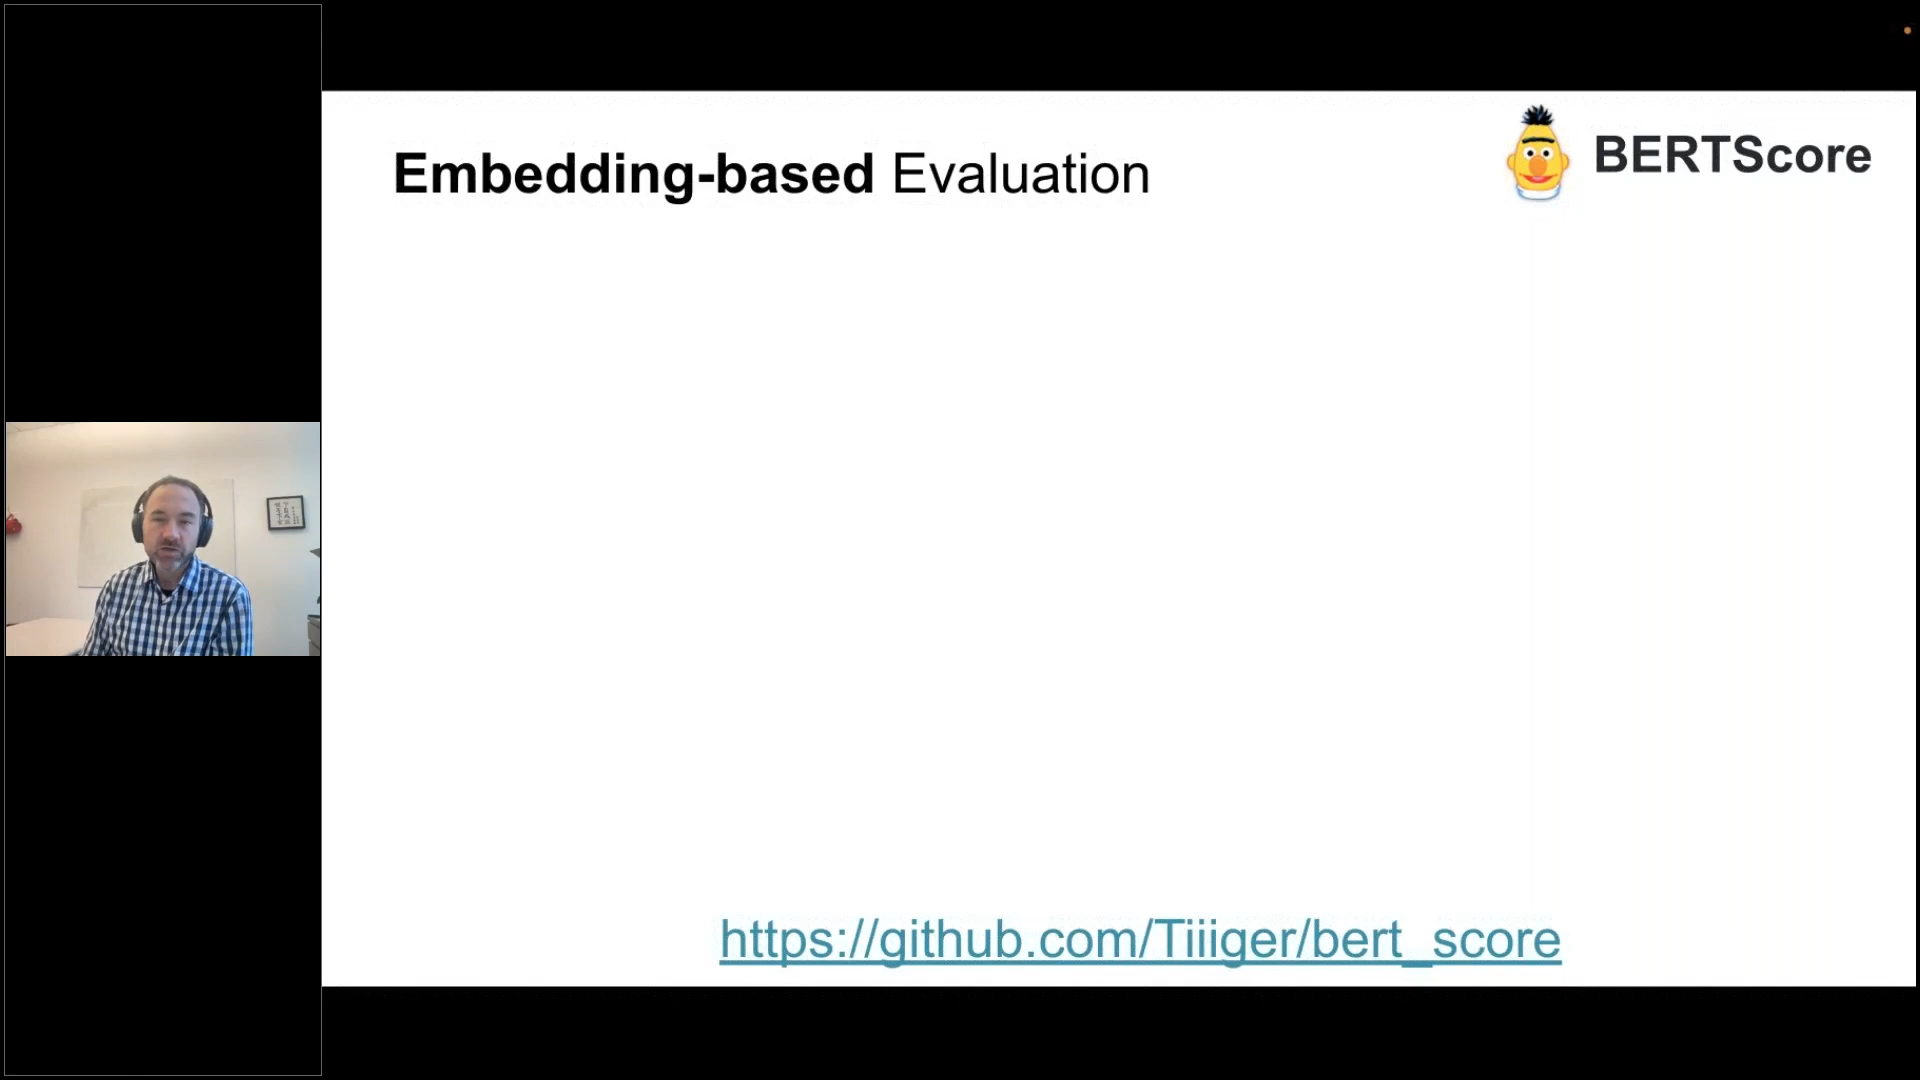 Embedding-based Evaluation
BERTScore
https://github.com/Tiiiger/bert_score